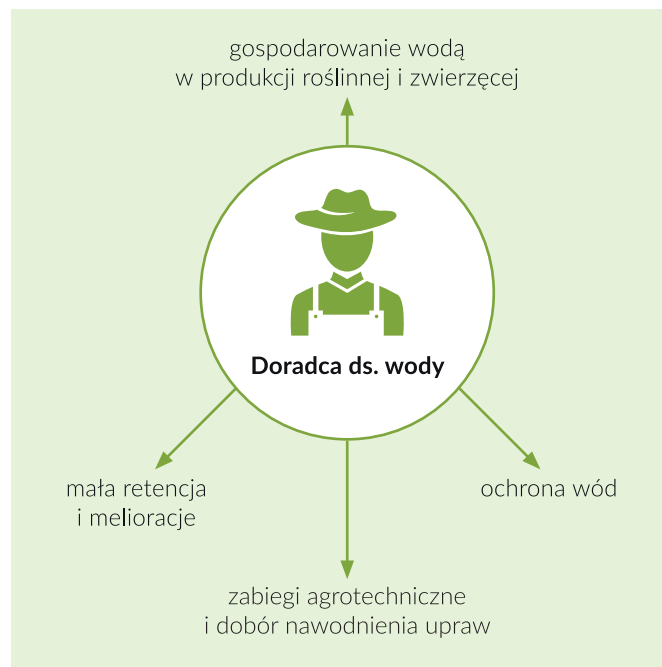 gospodarowanie wodą
w produkcji roślinnej i zwierzęcej
Doradca ds. wody
mała retencja
i melioracje
ochrona wód
zabiegi agrotechniczne
i dobór nawodnienia upraw